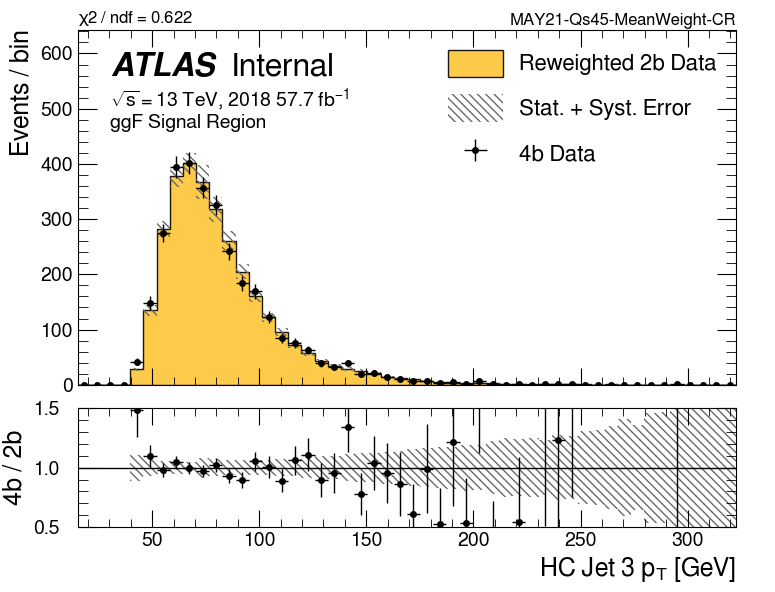 χ2 / ndf = 0.622
MAY21-Qs45-MeanWeight-CR
ATLAS Internal
√s = 13 TeV, 2018 57.7 fb−1
ggF Signal Region
Reweighted 2b Data
Stat. + Syst. Error
4b Data
Events / bin
600
500
400
300
200
100
0
4b / 2b
1.5
1.0
0.5
50 100 150 200 250 300
HC Jet 3 pT [GeV]